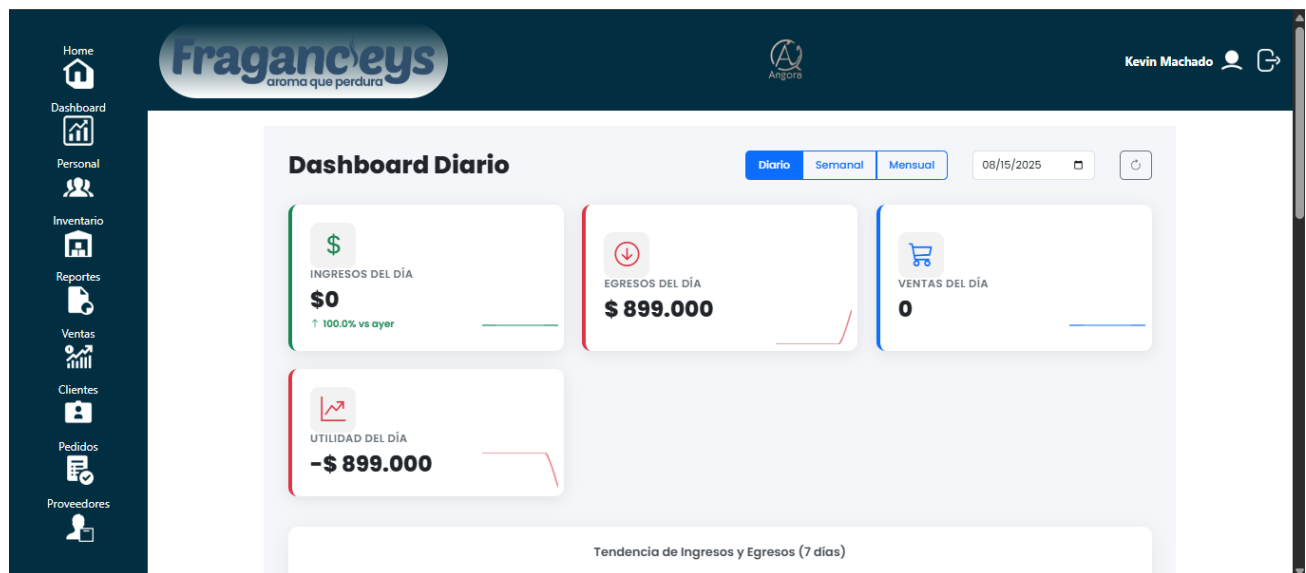 Home
Dashboard
Personal
Inventario
Reportes
Ventas
Clientes
Pedidos
Proveedores
Fragancieys
aroma que perdura
Angora
Kevin Machado
Dashboard Diario
Diario Semanal Mensual
08/15/2025
INGRESOS DEL DÍA
$0
↑ 100.0% vs ayer
EGRESOS DEL DÍA
$ 899.000
VENTAS DEL DÍA
0
UTILIDAD DEL DÍA
-$ 899.000
Tendencia de Ingresos y Egresos (7 días)